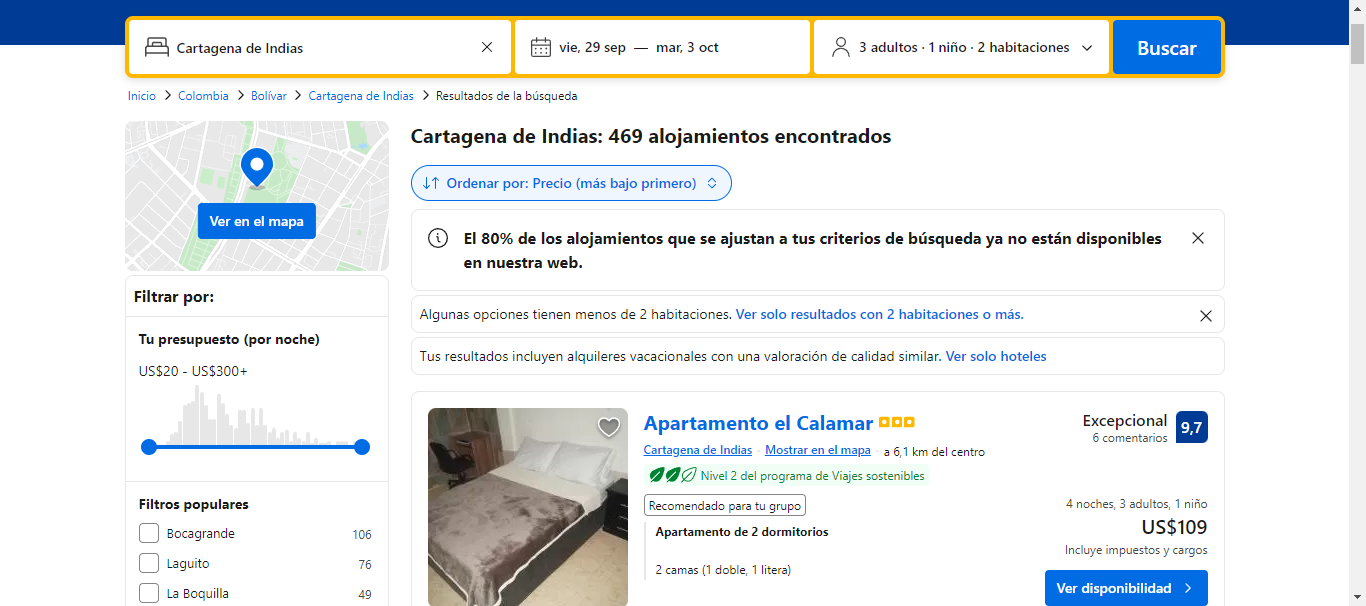 Cartagena de Indias
vie, 29 sep — mar, 3 oct
3 adultos · 1 niño · 2 habitaciones
Buscar
Inicio > Colombia > Bolívar > Cartagena de Indias > Resultados de la búsqueda
Ver en el mapa
Filtrar por:
Tu presupuesto (por noche)
US$20 - US$300+
Filtros populares
Bocagrande 106
Laguito 76
La Boquilla 49
Cartagena de Indias: 469 alojamientos encontrados
Ordenar por: Precio (más bajo primero)
El 80% de los alojamientos que se ajustan a tus criterios de búsqueda ya no están disponibles
en nuestra web.
Algunas opciones tienen menos de 2 habitaciones. Ver solo resultados con 2 habitaciones o más.
Tus resultados incluyen alquileres vacacionales con una valoración de calidad similar. Ver solo hoteles
Apartamento el Calamar
Cartagena de Indias · Mostrar en el mapa · a 6,1 km del centro
Nivel 2 del programa de Viajes sostenibles
Recomendado para tu grupo
Apartamento de 2 dormitorios
2 camas (1 doble, 1 litera)
Excepcional
6 comentarios
9,7
4 noches, 3 adultos, 1 niño
US$109
Incluye impuestos y cargos
Ver disponibilidad